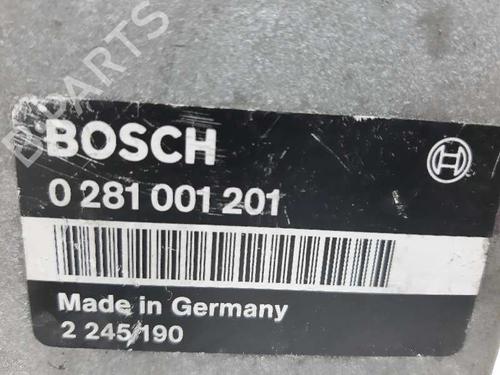 B-PARTS
BOSCH
0 281 001 201
Made in Germany
2 245/190